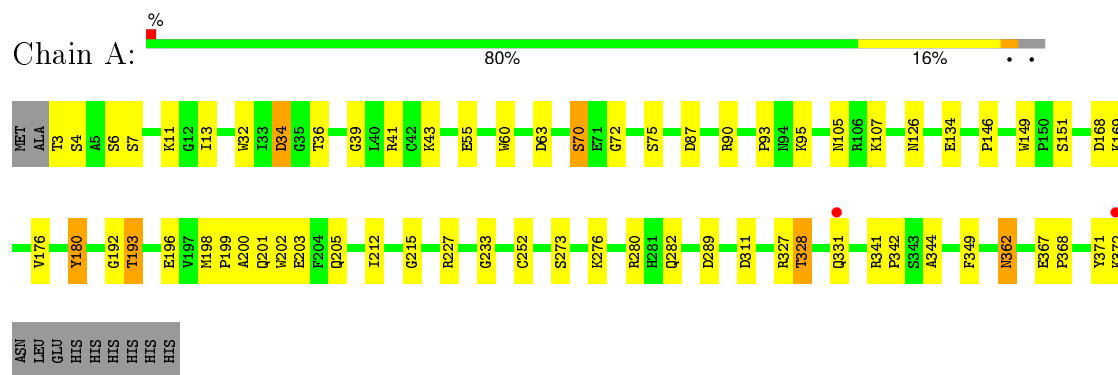 %
Chain A:
80% 16% • •
MET ALA T3 S4 A5 S6 S7 K11 G12 I13 W32 I33 D34 G35 T36 G39 L40 R41 C42 K43 E55 W60 D63 S70 E71 G72 S75 D87 R90 P93 N94 K95 N105 R106 K107 N126 E134 P146 W149 P150 S151 D168 K169
V176 Y180 G192 T193 E196 V197 M198 P199 A200 Q201 W202 E203 F204 Q205 I212 G215 R227 G233 C252 S273 K276 R280 H281 Q282 D289 D311 R327 T328 Q331 R341 P342 S343 A344 F349 N362 E367 P368 Y371 K372
ASN LEU GLU HIS HIS HIS HIS HIS HIS